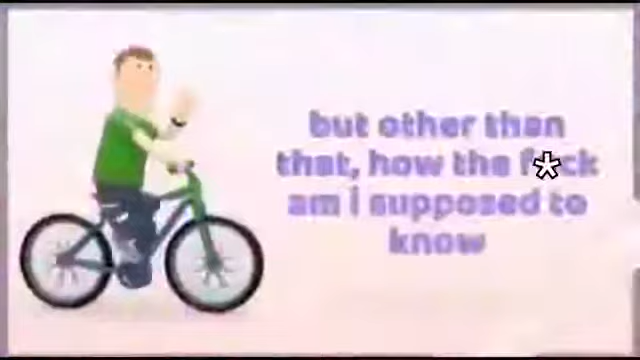 but other than
that, how the f*ck
am i supposed to
know